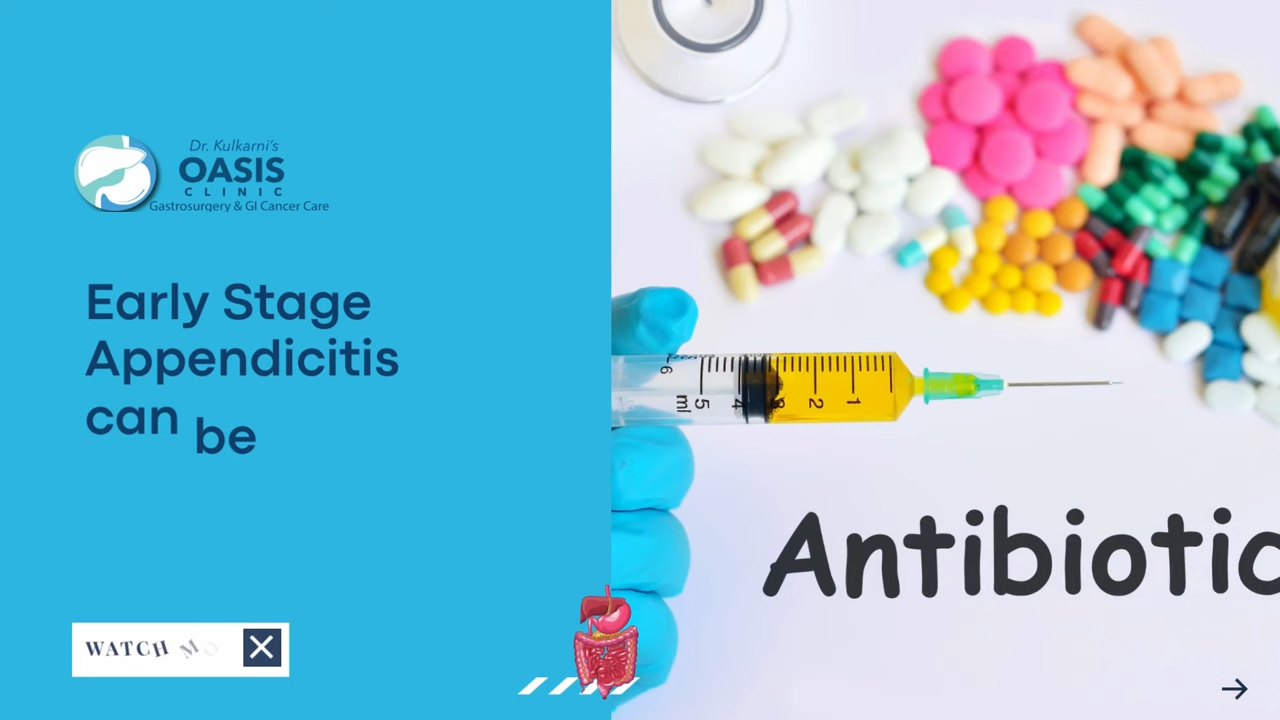 Dr. Kulkarni's
OASIS
CLINIC
Gastrosurgery & GI Cancer Care
Early Stage
Appendicitis
can be
WATCH MO
6
ml 5 4 3 2 1
Antibiotic